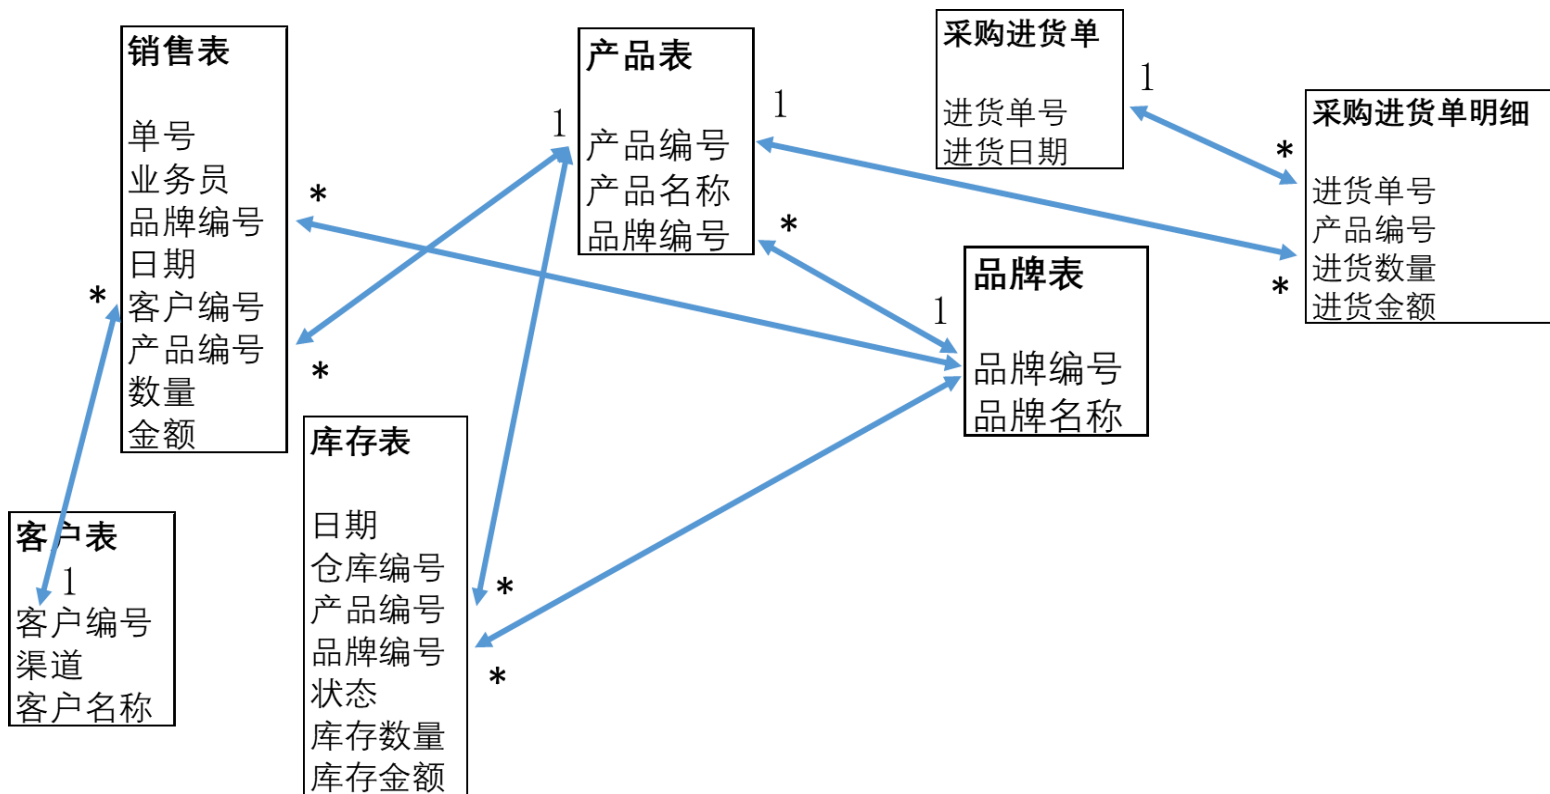 销售表
单号
业务员
品牌编号
日期
客户编号
产品编号
数量
金额
*
*
*
产品表
产品编号
产品名称
品牌编号
1
1
*
采购进货单
进货单号
进货日期
1
采购进货单明细
进货单号
产品编号
进货数量
进货金额
*
*
品牌表
品牌编号
品牌名称
1
客户表
1
客户编号
渠道
客户名称
库存表
日期
仓库编号
产品编号
品牌编号
状态
库存数量
库存金额
*
*